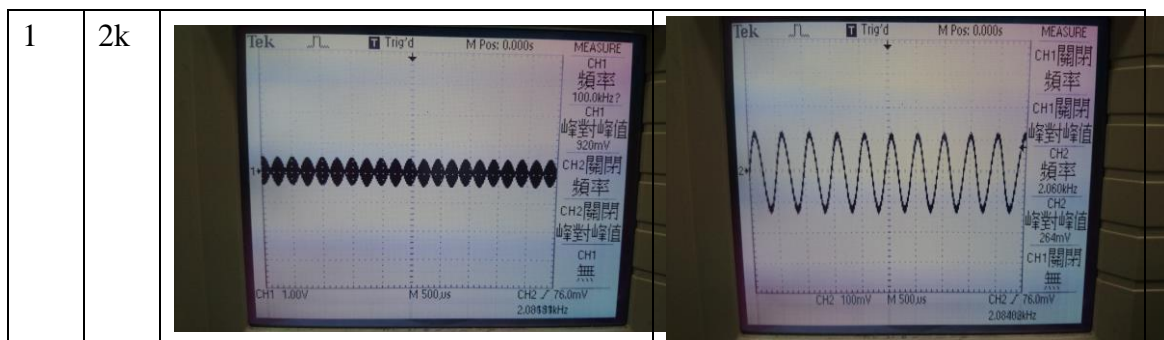 1
2k
Tek
T Trig'd
M Pos: 0.000s
MEASURE
CH1
頻率
100.0kHz?
CH1
峰對峰值
920mV
CH2關閉
頻率
CH2關閉
峰對峰值
CH1
無
1
CH1 1.00V
M 500µs
CH2 / 76.0mV
Tek
T Trig'd
M Pos: 0.000s
MEASURE
CH1關閉
頻率
CH1關閉
峰對峰值
CH2
頻率
2.060kHz
CH2
峰對峰值
264mV
CH1關閉
無
2
CH2 100mV
M 500µs
CH2 / 76.0mV